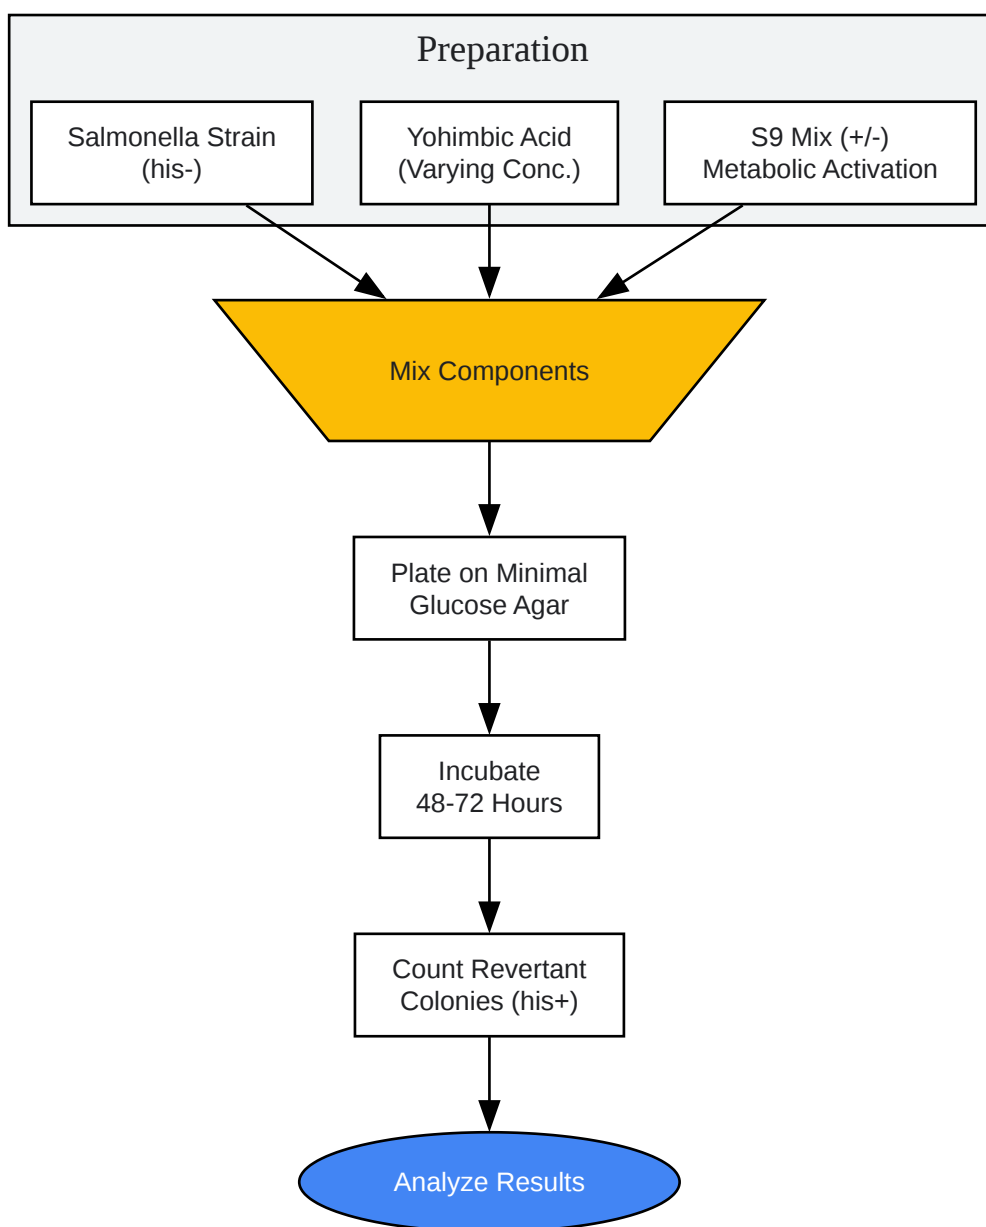 Preparation
Salmonella Strain
(his-)
Yohimbic Acid
(Varying Conc.)
S9 Mix (+/-)
Metabolic Activation
Mix Components
Plate on Minimal
Glucose Agar
Incubate
48-72 Hours
Count Revertant
Colonies (his+)
Analyze Results